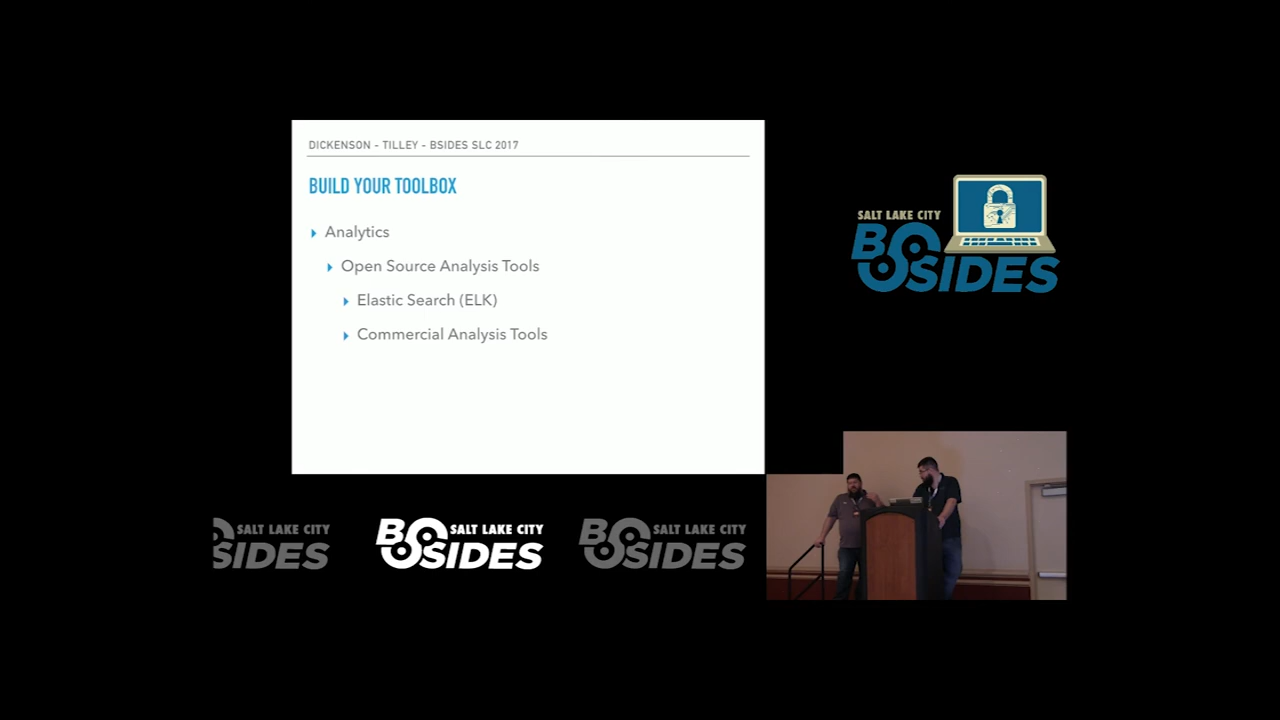 DICKENSON - TILLEY - BSIDES SLC 2017
BUILD YOUR TOOLBOX
Analytics
Open Source Analysis Tools
Elastic Search (ELK)
Commercial Analysis Tools
SALT LAKE CITY
BSIDES
SALT LAKE CITY
SIDES
SALT LAKE CITY
BSIDES
SALT LAKE CITY
BSIDES